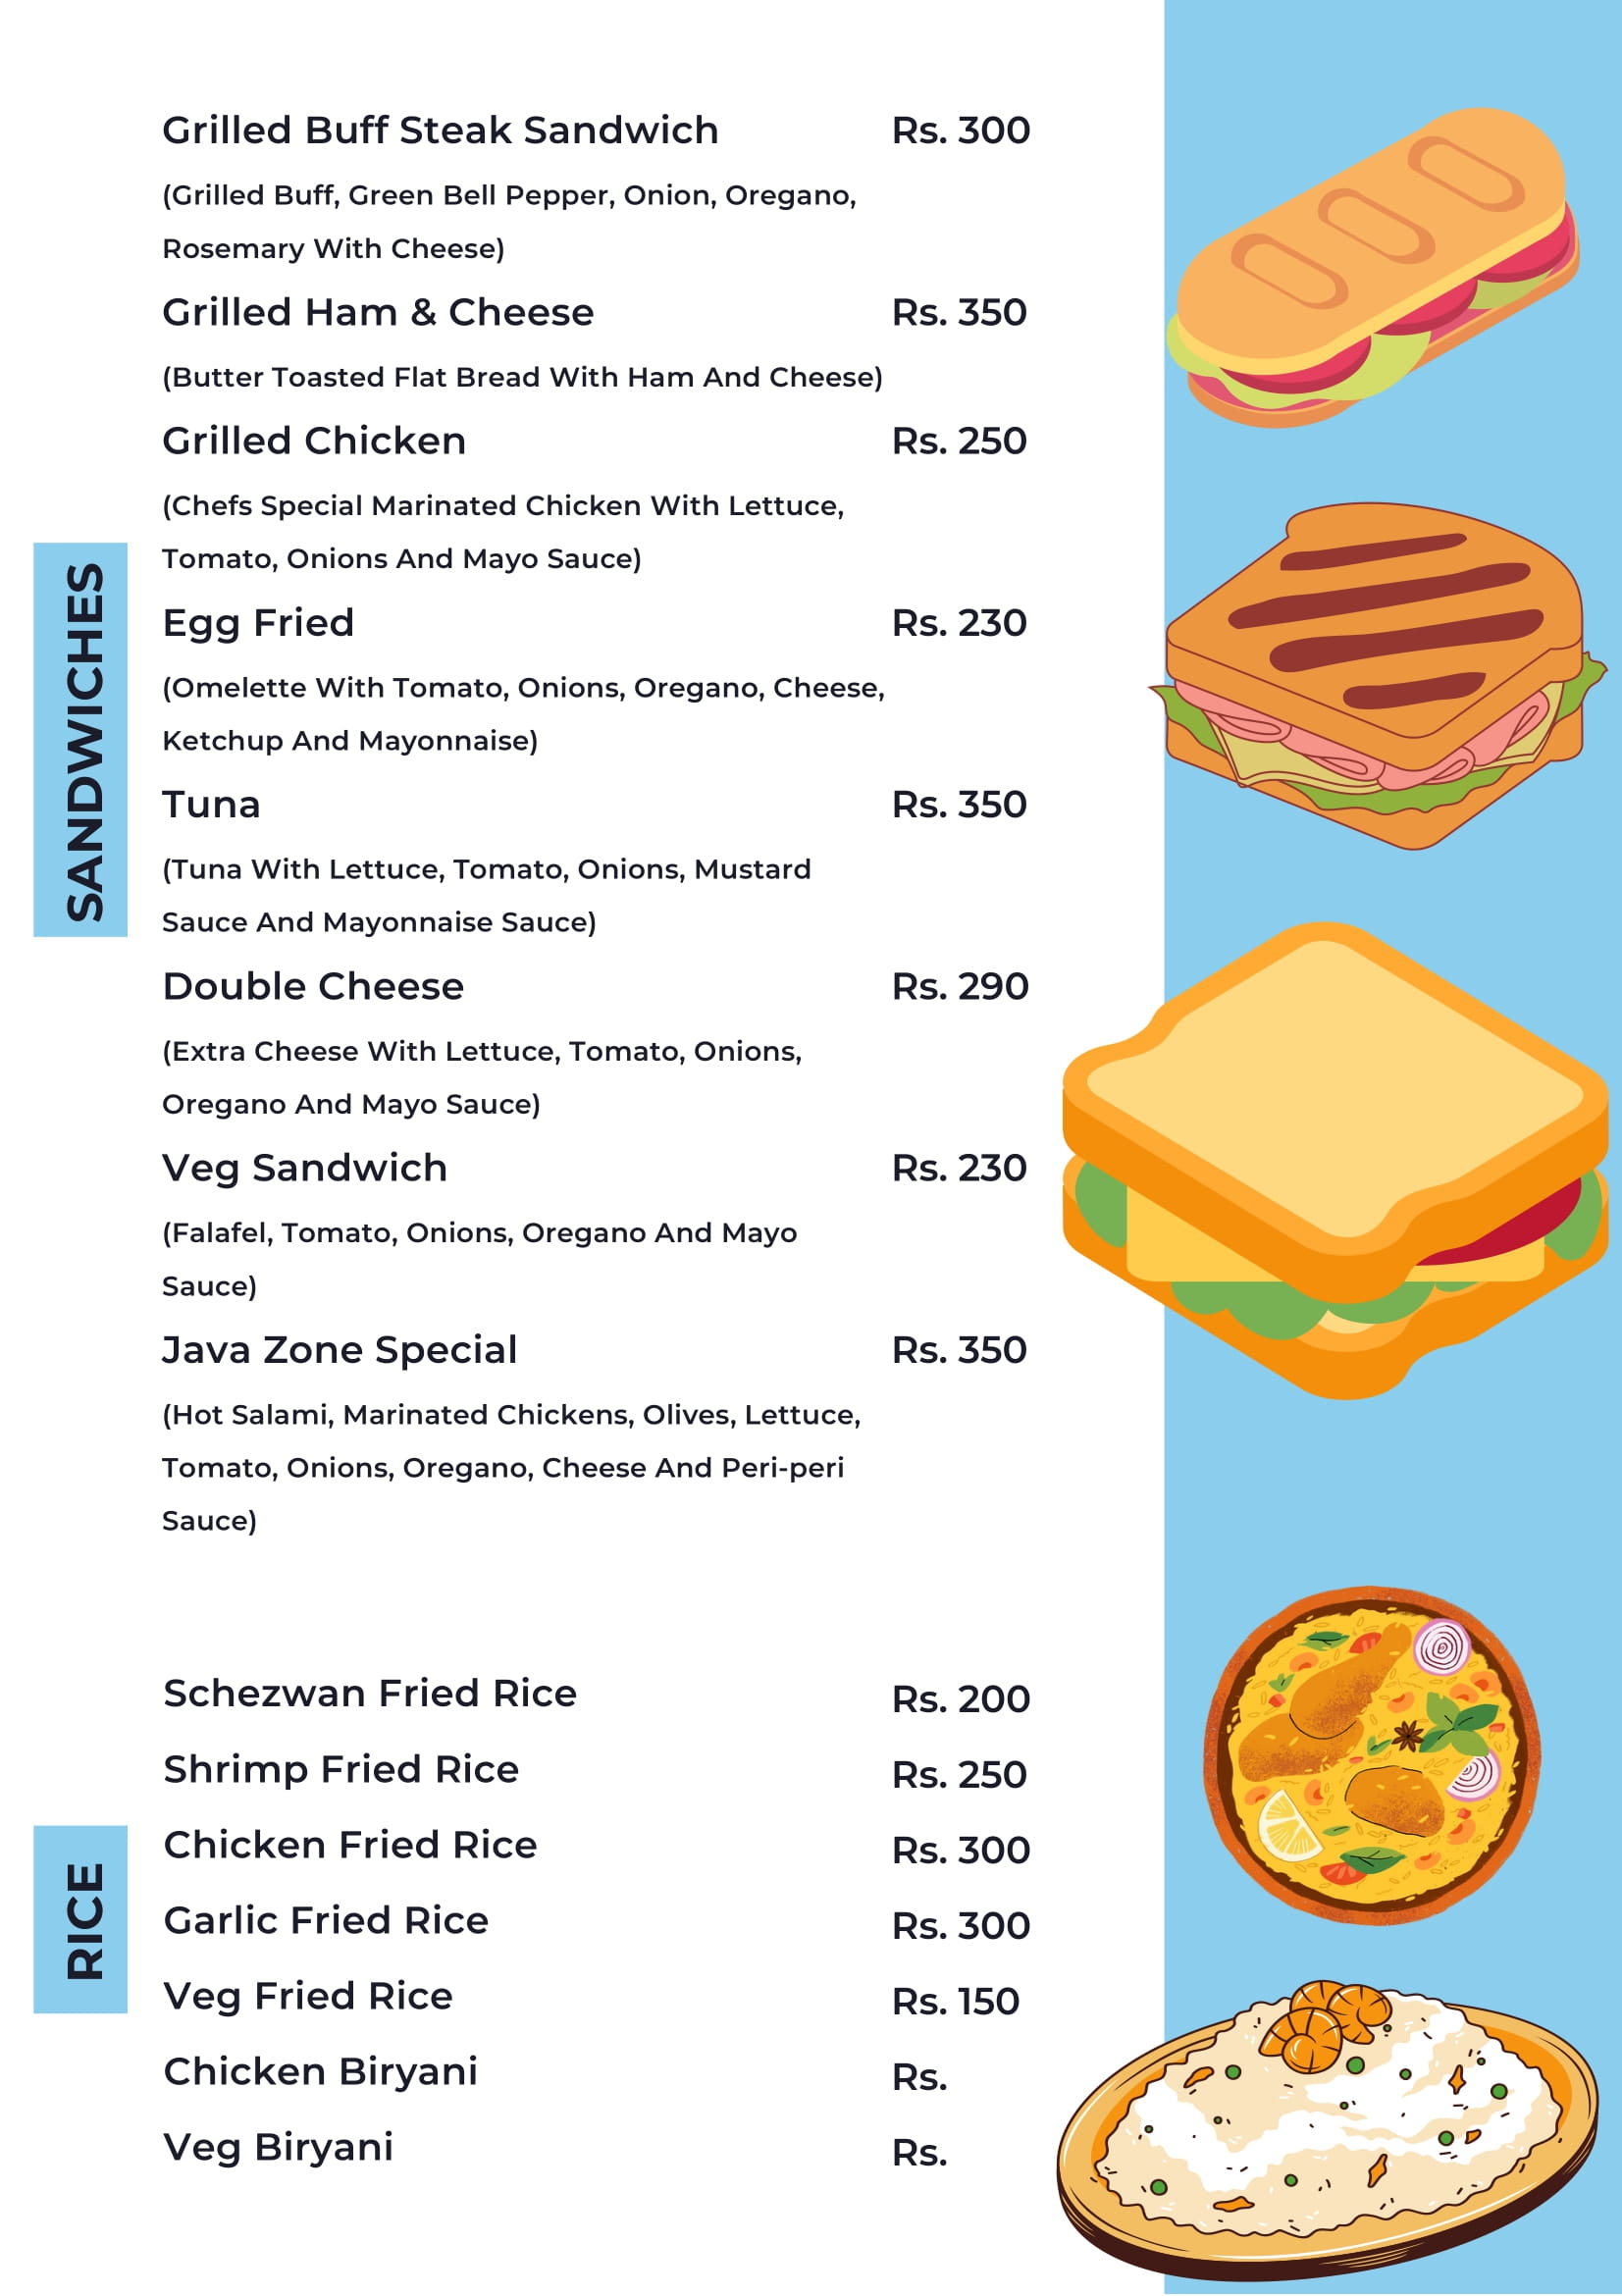 Grilled Buff Steak Sandwich Rs. 300
(Grilled Buff, Green Bell Pepper, Onion, Oregano,
Rosemary With Cheese)
Grilled Ham & Cheese Rs. 350
(Butter Toasted Flat Bread With Ham And Cheese)
Grilled Chicken Rs. 250
(Chefs Special Marinated Chicken With Lettuce,
Tomato, Onions And Mayo Sauce)
Egg Fried Rs. 230
(Omelette With Tomato, Onions, Oregano, Cheese,
Ketchup And Mayonnaise)
SANDWICHES
Tuna Rs. 350
(Tuna With Lettuce, Tomato, Onions, Mustard
Sauce And Mayonnaise Sauce)
Double Cheese Rs. 290
(Extra Cheese With Lettuce, Tomato, Onions,
Oregano And Mayo Sauce)
Veg Sandwich Rs. 230
(Falafel, Tomato, Onions, Oregano And Mayo
Sauce)
Java Zone Special Rs. 350
(Hot Salami, Marinated Chickens, Olives, Lettuce,
Tomato, Onions, Oregano, Cheese And Peri-peri
Sauce)
Schezwan Fried Rice Rs. 200
Shrimp Fried Rice Rs. 250
Chicken Fried Rice Rs. 300
RICE
Garlic Fried Rice Rs. 300
Veg Fried Rice Rs. 150
Chicken Biryani Rs.
Veg Biryani Rs.